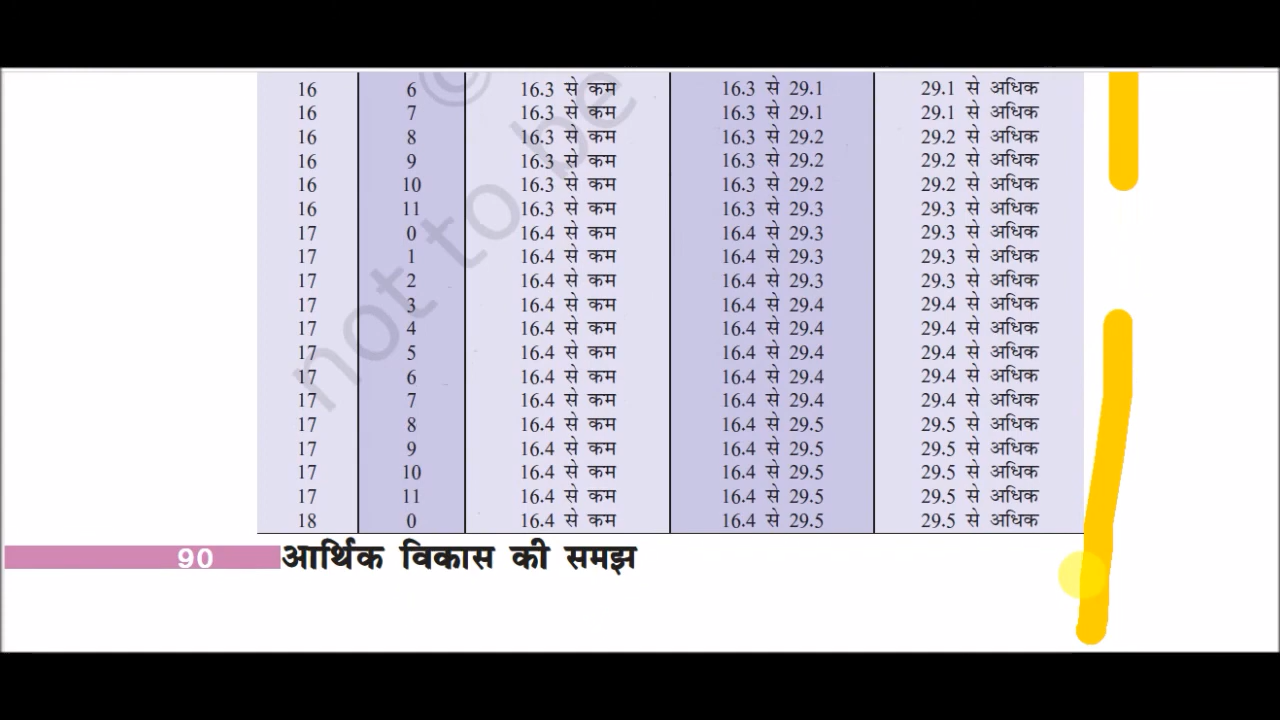 16 6 16.3 से कम 16.3 से 29.1 29.1 से अधिक
16 7 16.3 से कम 16.3 से 29.1 29.1 से अधिक
16 8 16.3 से कम 16.3 से 29.2 29.2 से अधिक
16 9 16.3 से कम 16.3 से 29.2 29.2 से अधिक
16 10 16.3 से कम 16.3 से 29.2 29.2 से अधिक
16 11 16.3 से कम 16.3 से 29.3 29.3 से अधिक
17 0 16.4 से कम 16.4 से 29.3 29.3 से अधिक
17 1 16.4 से कम 16.4 से 29.3 29.3 से अधिक
17 2 16.4 से कम 16.4 से 29.3 29.3 से अधिक
17 3 16.4 से कम 16.4 से 29.4 29.4 से अधिक
17 4 16.4 से कम 16.4 से 29.4 29.4 से अधिक
17 5 16.4 से कम 16.4 से 29.4 29.4 से अधिक
17 6 16.4 से कम 16.4 से 29.4 29.4 से अधिक
17 7 16.4 से कम 16.4 से 29.4 29.4 से अधिक
17 8 16.4 से कम 16.4 से 29.5 29.5 से अधिक
17 9 16.4 से कम 16.4 से 29.5 29.5 से अधिक
17 10 16.4 से कम 16.4 से 29.5 29.5 से अधिक
17 11 16.4 से कम 16.4 से 29.5 29.5 से अधिक
18 0 16.4 से कम 16.4 से 29.5 29.5 से अधिक
90 आर्थिक विकास की समझ
©
not to be